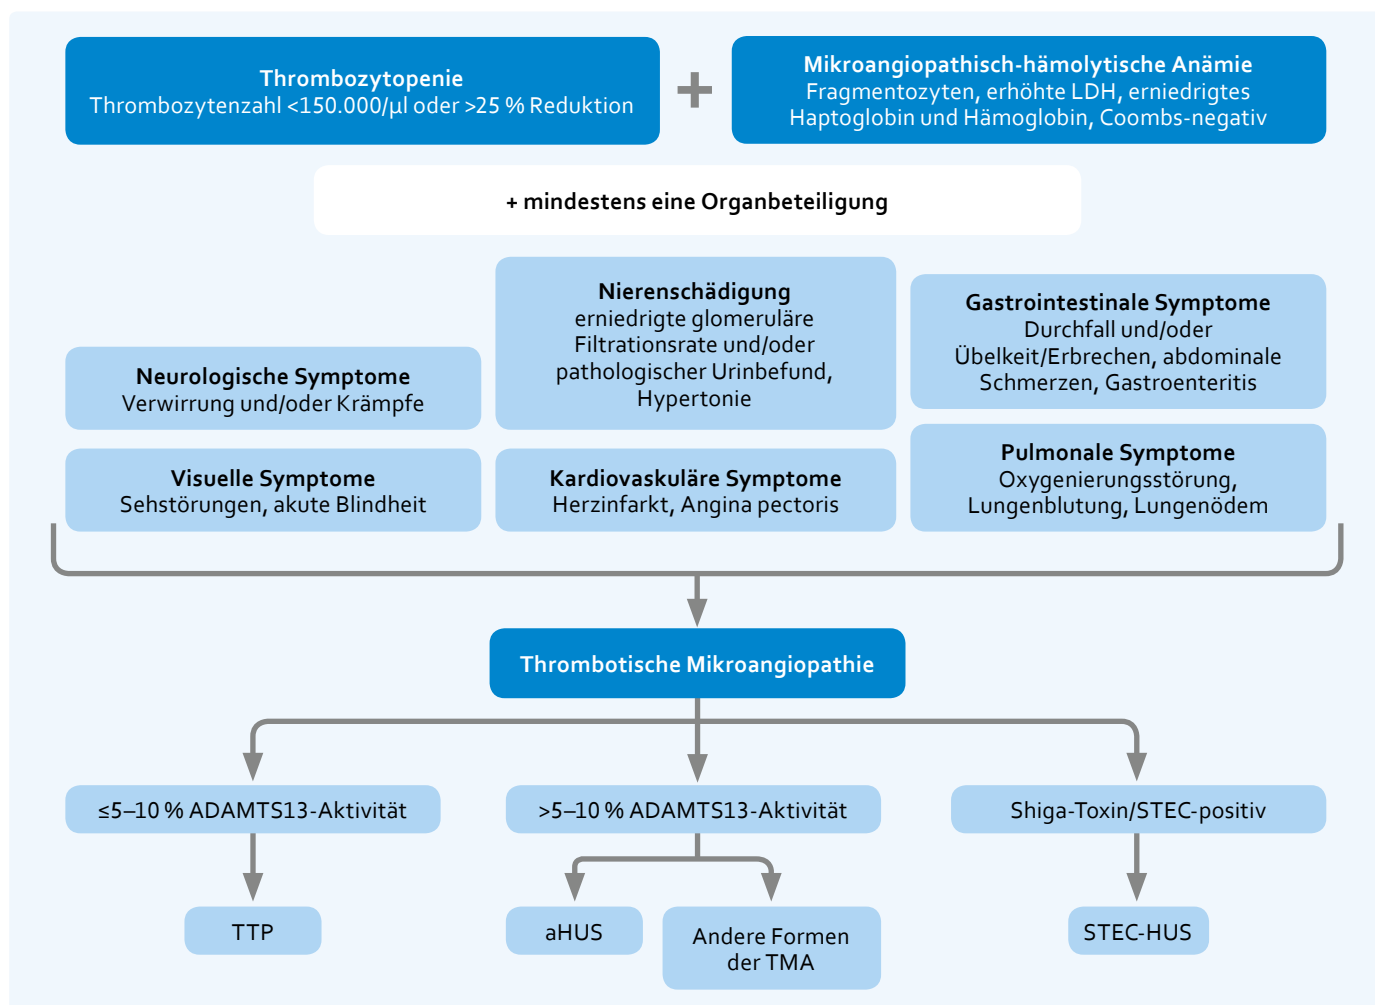 Thrombozytopenie
Thrombozytenzahl <150.000/µl oder >25 % Reduktion
+
Mikroangiopathisch-hämolytische Anämie
Fragmentozyten, erhöhte LDH, erniedrigtes
Haptoglobin und Hämoglobin, Coombs-negativ
+ mindestens eine Organbeteiligung
Neurologische Symptome
Verwirrung und/oder Krämpfe
Nierenschädigung
erniedrigte glomeruläre
Filtrationsrate und/oder
pathologischer Urinbefund,
Hypertonie
Gastrointestinale Symptome
Durchfall und/oder
Übelkeit/Erbrechen, abdominale
Schmerzen, Gastroenteritis
Visuelle Symptome
Sehstörungen, akute Blindheit
Kardiovaskuläre Symptome
Herzinfarkt, Angina pectoris
Pulmonale Symptome
Oxygenierungsstörung,
Lungenblutung, Lungenödem
Thrombotische Mikroangiopathie
≤5–10 % ADAMTS13-Aktivität
>5–10 % ADAMTS13-Aktivität
Shiga-Toxin/STEC-positiv
TTP
aHUS
Andere Formen
der TMA
STEC-HUS